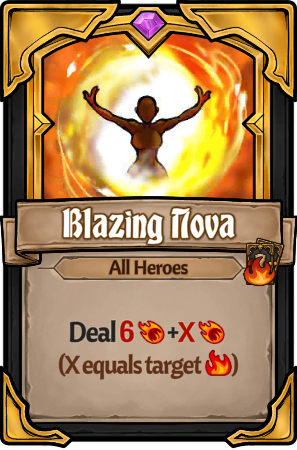 Blazing Nova
All Heroes
Deal 6 +X
(X equals target )